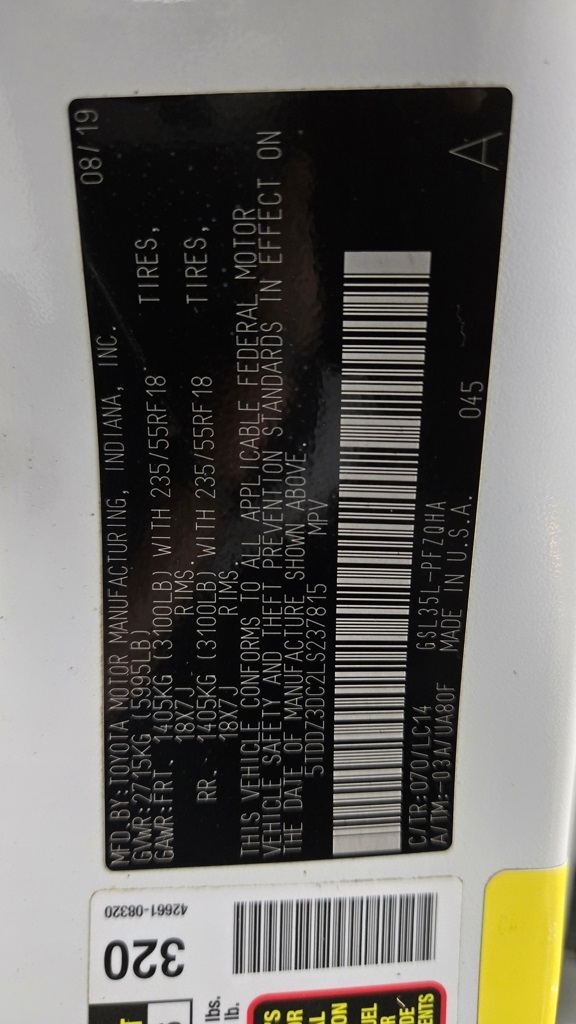 MFD. BY: TOYOTA MOTOR MANUFACTURING, INDIANA, INC. 08/19
GVWR: 2715KG (5995LB)
GAWR: FRT. 1405KG (3100LB) WITH 235/55RF18 TIRES,
18X7J RIMS.
RR. 1405KG (3100LB) WITH 235/55RF18 TIRES,
18X7J RIMS.
THIS VEHICLE CONFORMS TO ALL APPLICABLE FEDERAL MOTOR
VEHICLE SAFETY AND THEFT PREVENTION STANDARDS IN EFFECT ON
THE DATE OF MANUFACTURE SHOWN ABOVE.
5TDDZ3DC2LS237815 MPV
C/TR: 070/LC14 GSL35L-PFZQHA
A/TM: -03A/UA80F MADE IN U.S.A. 045 A
42661-08320
320
lbs.
lb.